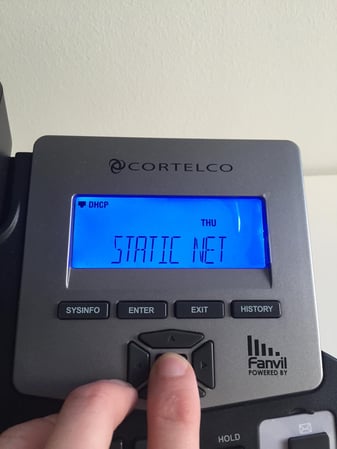 CORTELCO
DHCP
THU
STATIC NET
SYSINFO ENTER EXIT HISTORY
Fanvil
POWERED BY
HOLD